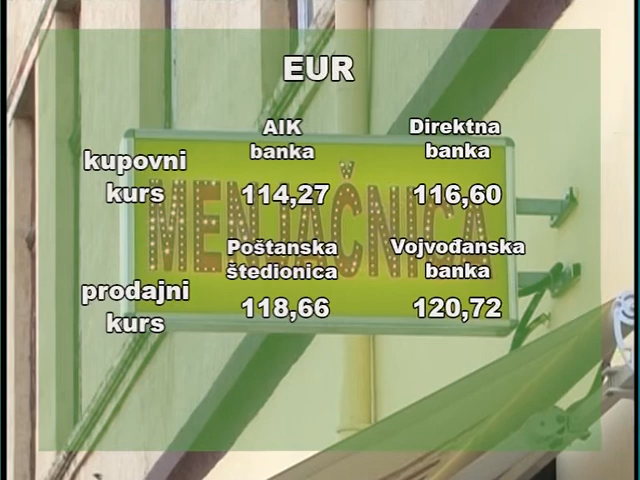 EUR
AIK
banka
Direktna
banka
kupovni
kurs
114,27
116,60
MENJAČNICA
Poštanska
štedionica
Vojvođanska
banka
prodajni
kurs
118,66
120,72